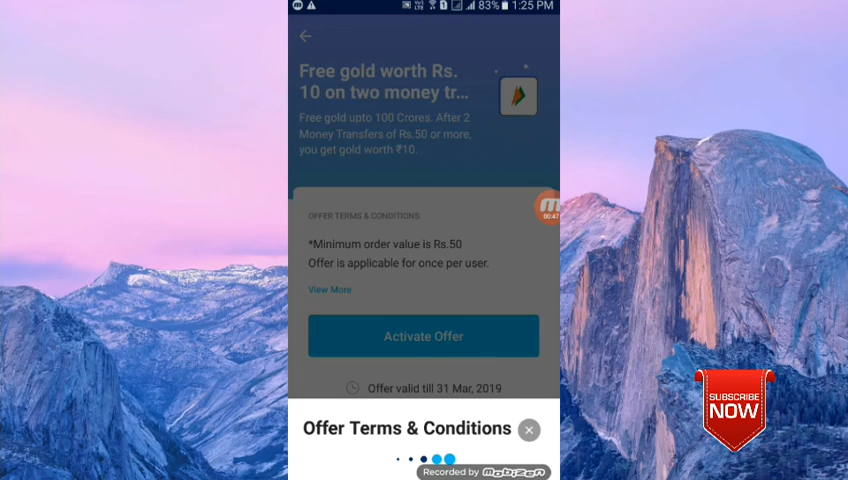 83% 1:25 PM
Free gold worth Rs.
10 on two money tr...
Free gold upto 100 Crores. After 2
Money Transfers of Rs.50 or more,
you get gold worth ₹10.
00:47
OFFER TERMS & CONDITIONS
*Minimum order value is Rs.50
Offer is applicable for once per user.
View More
Activate Offer
Offer valid till 31 Mar, 2019
SUBSCRIBE
NOW
Offer Terms & Conditions
Recorded by mobizen